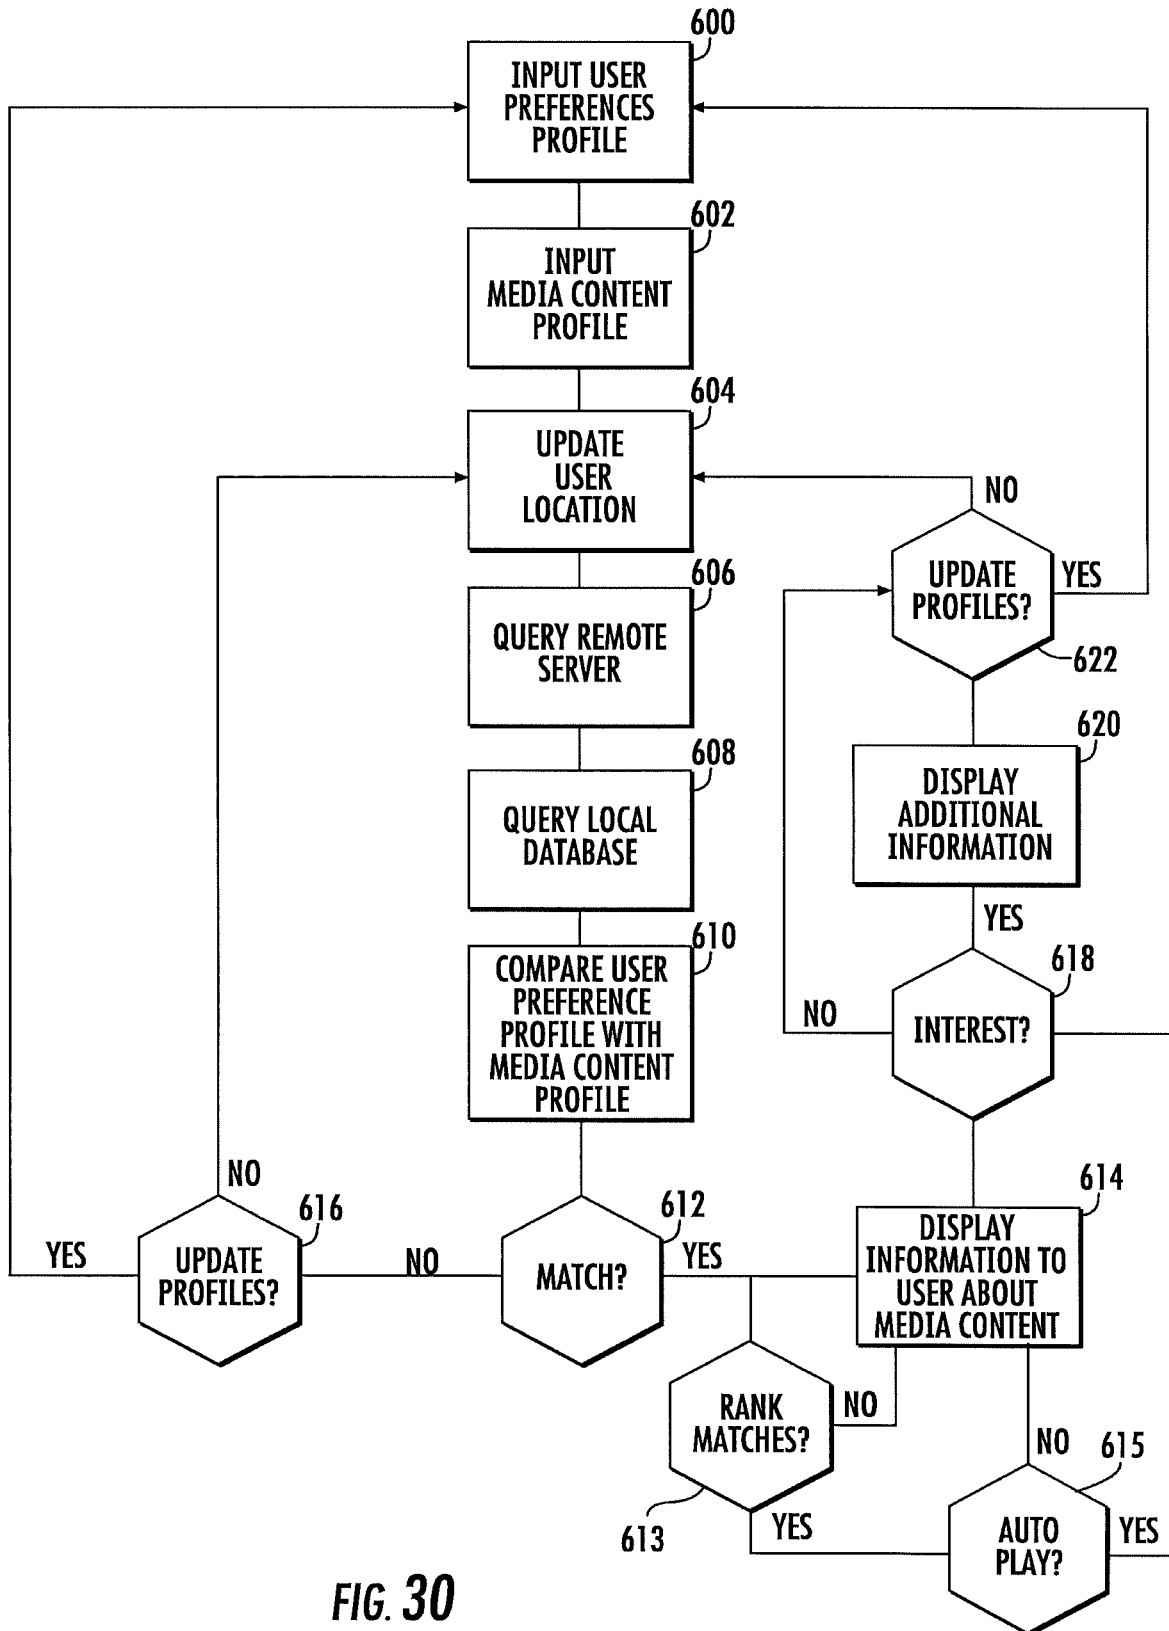 600
INPUT USER
PREFERENCES
PROFILE
602
INPUT
MEDIA CONTENT
PROFILE
604
UPDATE
USER
LOCATION
606
QUERY REMOTE
SERVER
608
QUERY LOCAL
DATABASE
610
COMPARE USER
PREFERENCE
PROFILE WITH
MEDIA CONTENT
PROFILE
612
MATCH?
NO
YES
616
UPDATE
PROFILES?
NO
YES
613
RANK
MATCHES?
NO
YES
614
DISPLAY
INFORMATION TO
USER ABOUT
MEDIA CONTENT
615
AUTO
PLAY?
NO
YES
618
INTEREST?
NO
YES
620
DISPLAY
ADDITIONAL
INFORMATION
622
UPDATE
PROFILES?
NO
YES
FIG. 30